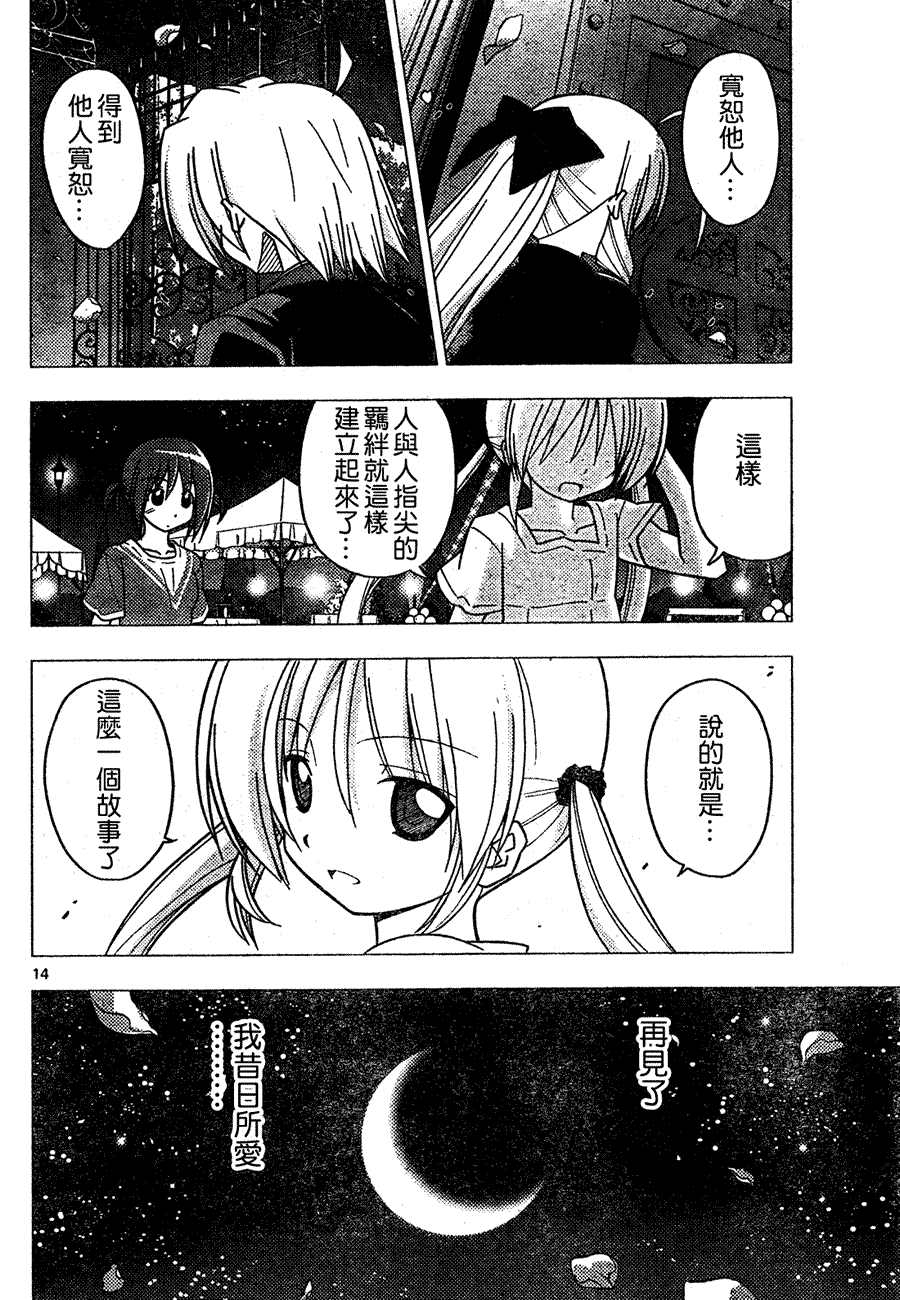 寬恕他人…
得到
他人寬恕…
這樣
人與人指尖的
羈絆就這樣
建立起來了…
說的就是…
這麼一個故事了
14
再見了
我昔日所愛
………